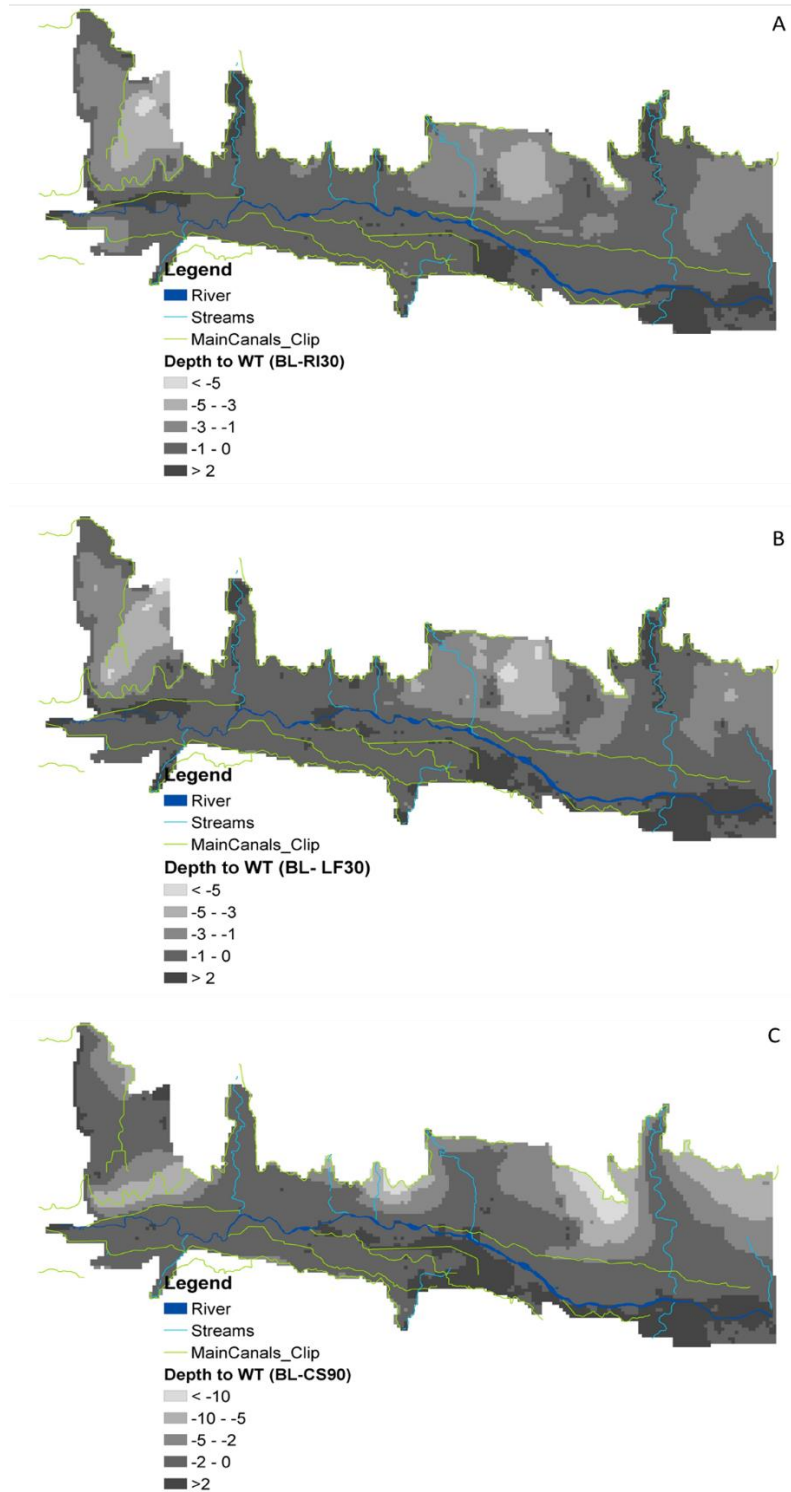 A
Legend
River
Streams
MainCanals_Clip
Depth to WT (BL-RI30)
< -5
-5 - -3
-3 - -1
-1 - 0
> 2
B
Legend
River
Streams
MainCanals_Clip
Depth to WT (BL- LF30)
< -5
-5 - -3
-3 - -1
-1 - 0
> 2
C
Legend
River
Streams
MainCanals_Clip
Depth to WT (BL-CS90)
< -10
-10 - -5
-5 - -2
-2 - 0
>2